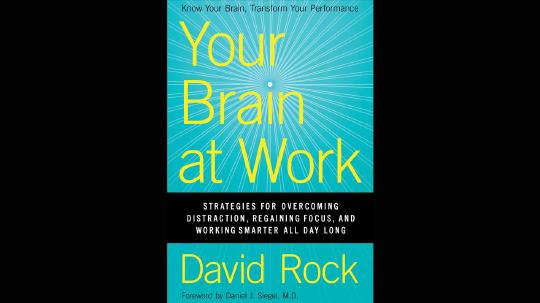 Know Your Brain, Transform Your Performance
Your
Brain
at Work
STRATEGIES FOR OVERCOMING
DISTRACTION, REGAINING FOCUS, AND
WORKING SMARTER ALL DAY LONG
David Rock
Foreword by Daniel J. Siegel, M.D.